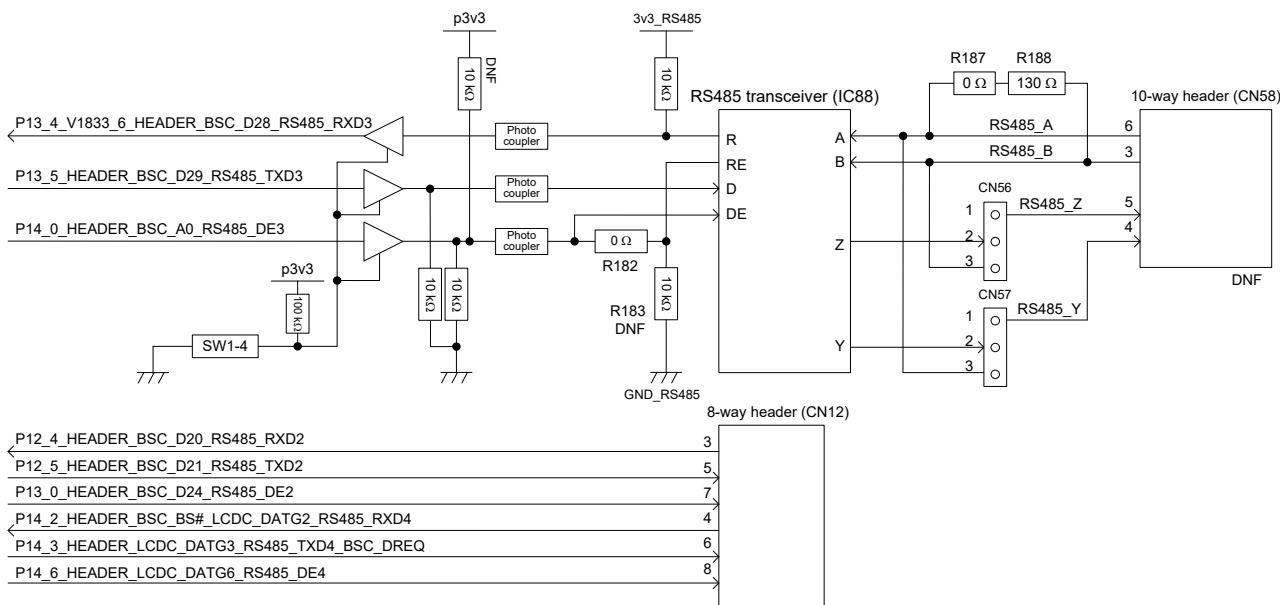 p3v3
3v3_RS485
10 kΩ
DNF
10 kΩ
R187
R188
0 Ω
130 Ω
RS485 transceiver (IC88)
10-way header (CN58)
P13_4_V1833_6_HEADER_BSC_D28_RS485_RXD3
Photo
coupler
R
A
RS485_A
6
RE
B
RS485_B
3
P13_5_HEADER_BSC_D29_RS485_TXD3
Photo
coupler
D
CN56
DE
1
RS485_Z
5
P14_0_HEADER_BSC_A0_RS485_DE3
Photo
coupler
0 Ω
R182
Z
2
4
3
p3v3
100 kΩ
10 kΩ
10 kΩ
R183
DNF
10 kΩ
CN57
DNF
1
RS485_Y
SW1-4
Y
2
3
GND_RS485
8-way header (CN12)
P12_4_HEADER_BSC_D20_RS485_RXD2
3
P12_5_HEADER_BSC_D21_RS485_TXD2
5
P13_0_HEADER_BSC_D24_RS485_DE2
7
P14_2_HEADER_BSC_BS#_LCDC_DATG2_RS485_RXD4
4
P14_3_HEADER_LCDC_DATG3_RS485_TXD4_BSC_DREQ
6
P14_6_HEADER_LCDC_DATG6_RS485_DE4
8